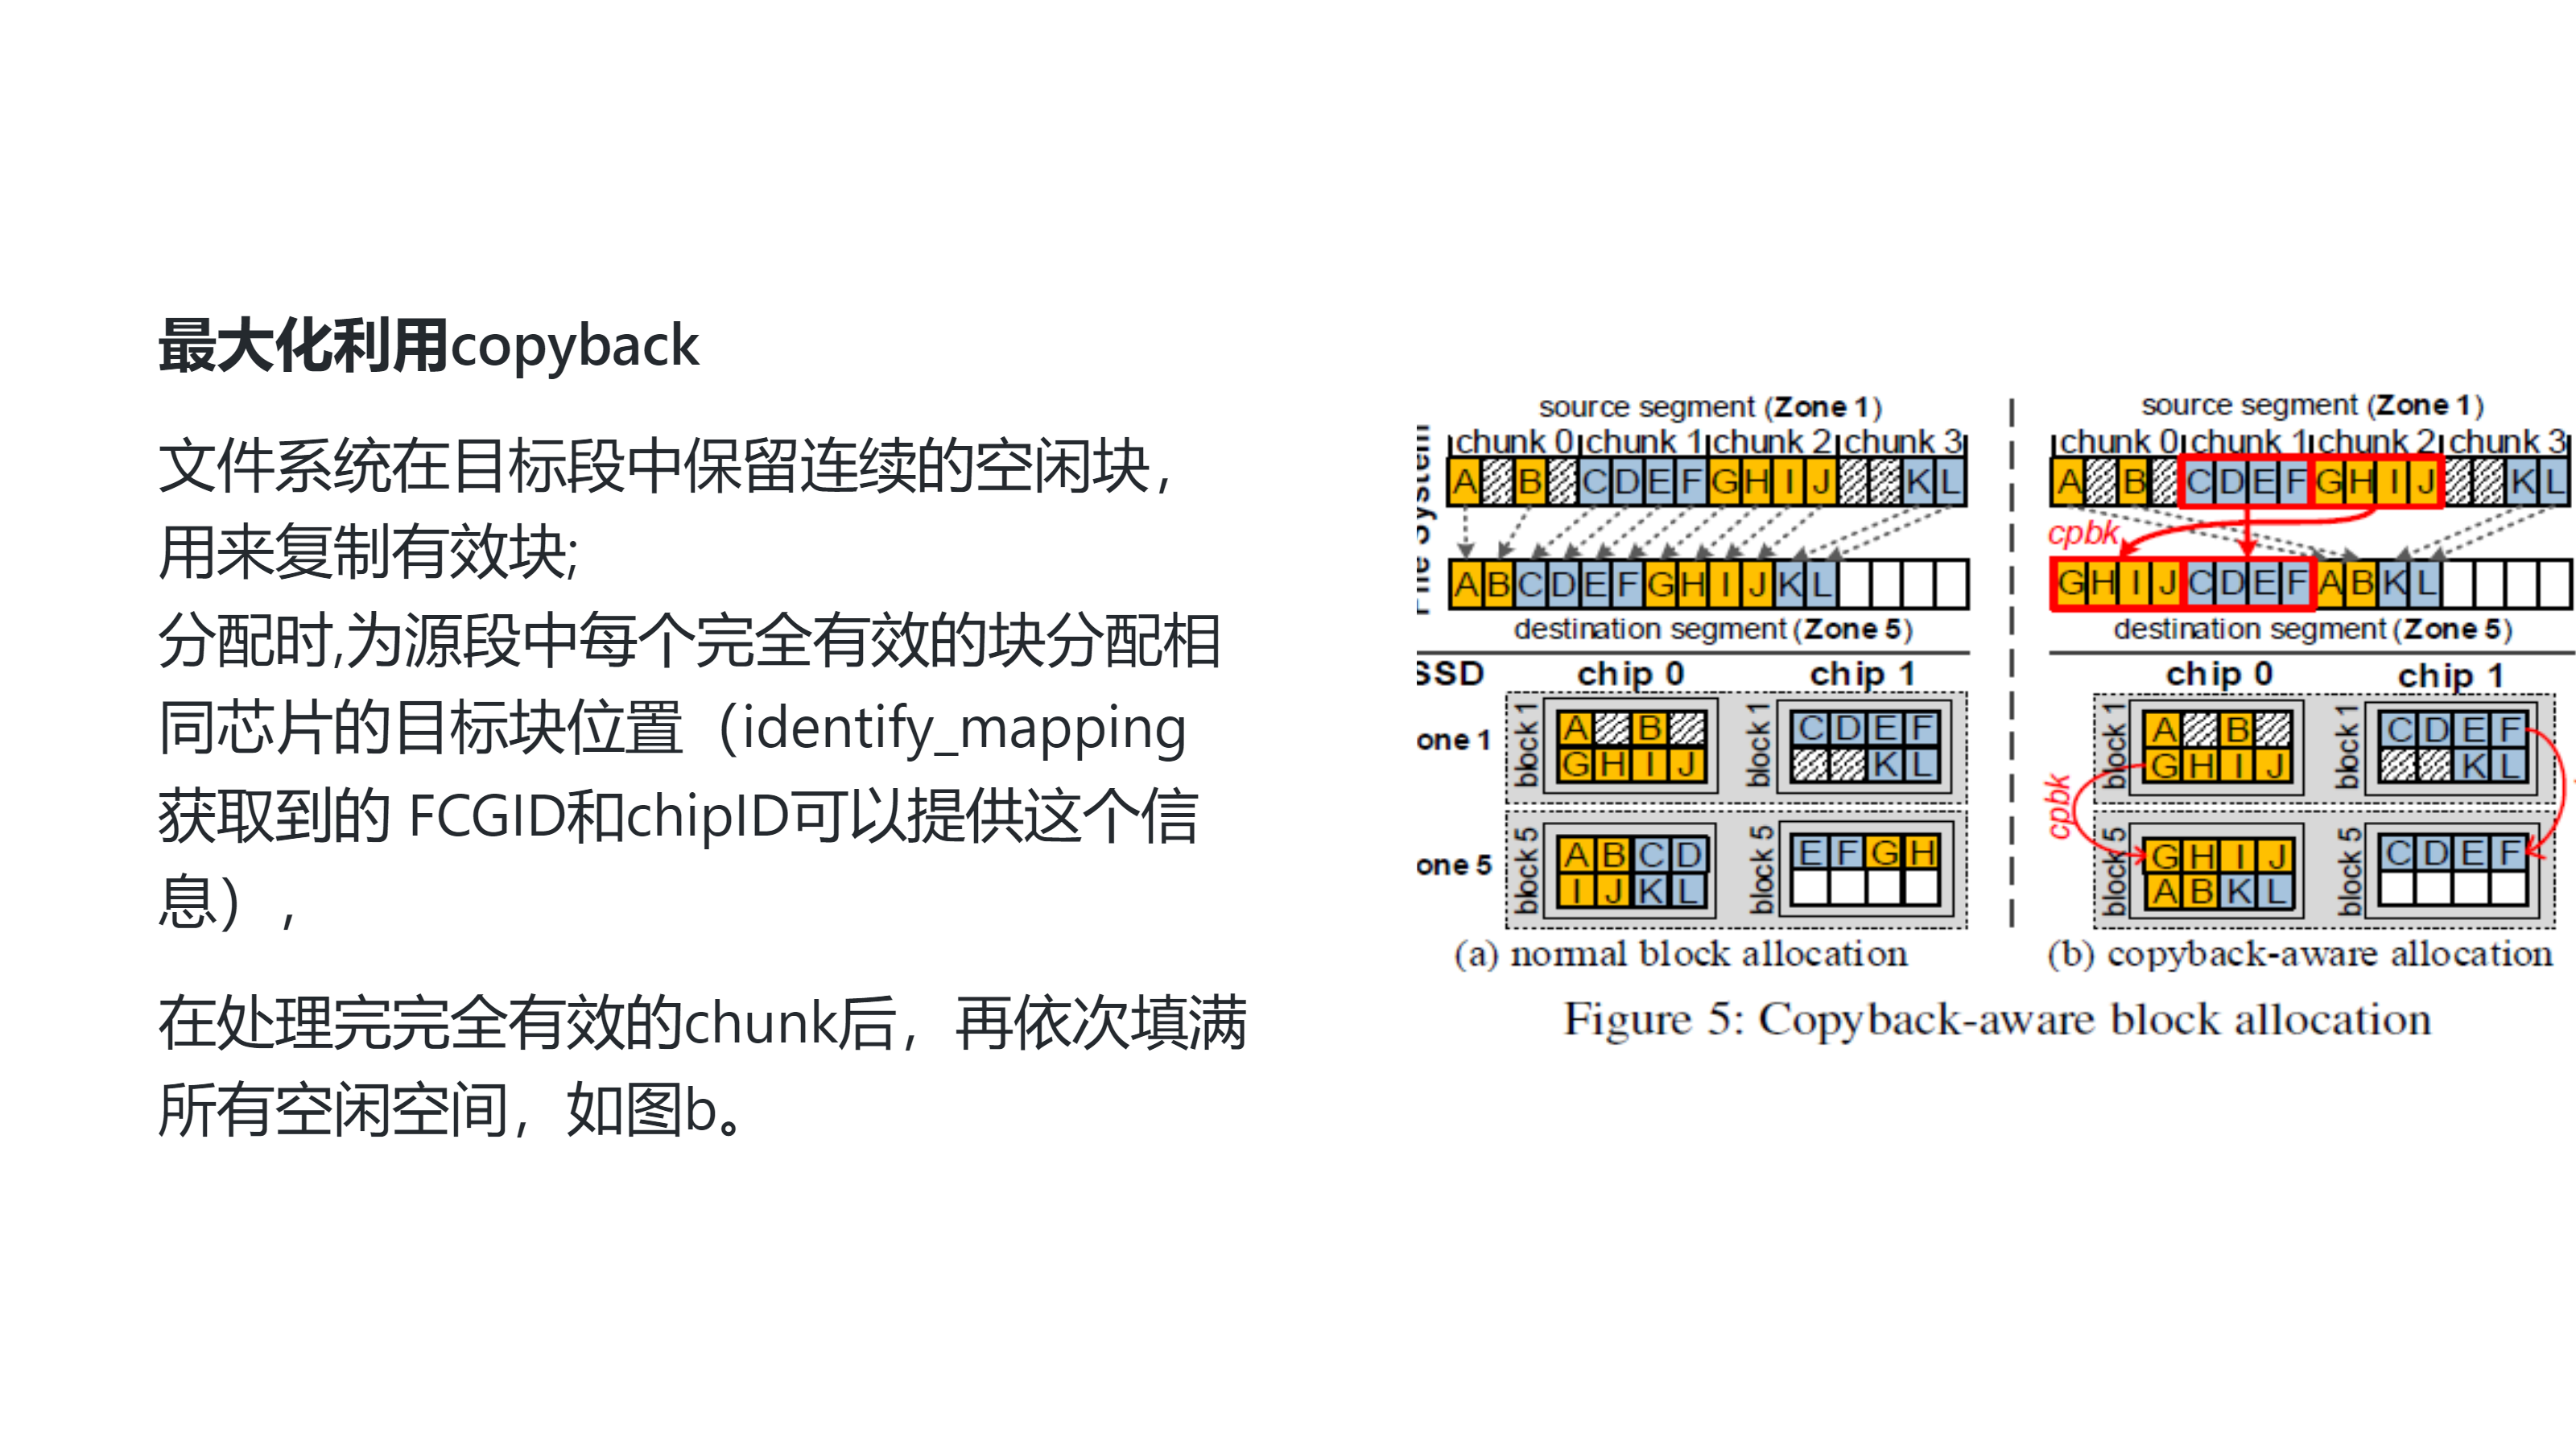 最大化利用copyback
文件系统在目标段中保留连续的空闲块，
用来复制有效块;
分配时,为源段中每个完全有效的块分配相
同芯片的目标块位置（identify_mapping
获取到的 FCGID和chipID可以提供这个信
息），
在处理完完全有效的chunk后，再依次填满
所有空闲空间，如图b。
source segment (Zone 1)
chunk 0 chunk 1 chunk 2 chunk 3
A B C D E F G H I J K L
A B C D E F G H I J K L
destination segment (Zone 5)
SSD chip 0 chip 1
one 1
block 1
A B
G H I J
block 1
C D E F
K L
one 5
block 5
A B C D
I J K L
block 5
E F G H
(a) normal block allocation
source segment (Zone 1)
chunk 0 chunk 1 chunk 2 chunk 3
A B C D E F G H I J K L
cpbk
G H I J C D E F A B K L
destination segment (Zone 5)
chip 0 chip 1
block 1
A B
G H I J
block 1
C D E F
K L
cpbk
block 5
G H I J
A B K L
block 5
C D E F
(b) copyback-aware allocation
Figure 5: Copyback-aware block allocation